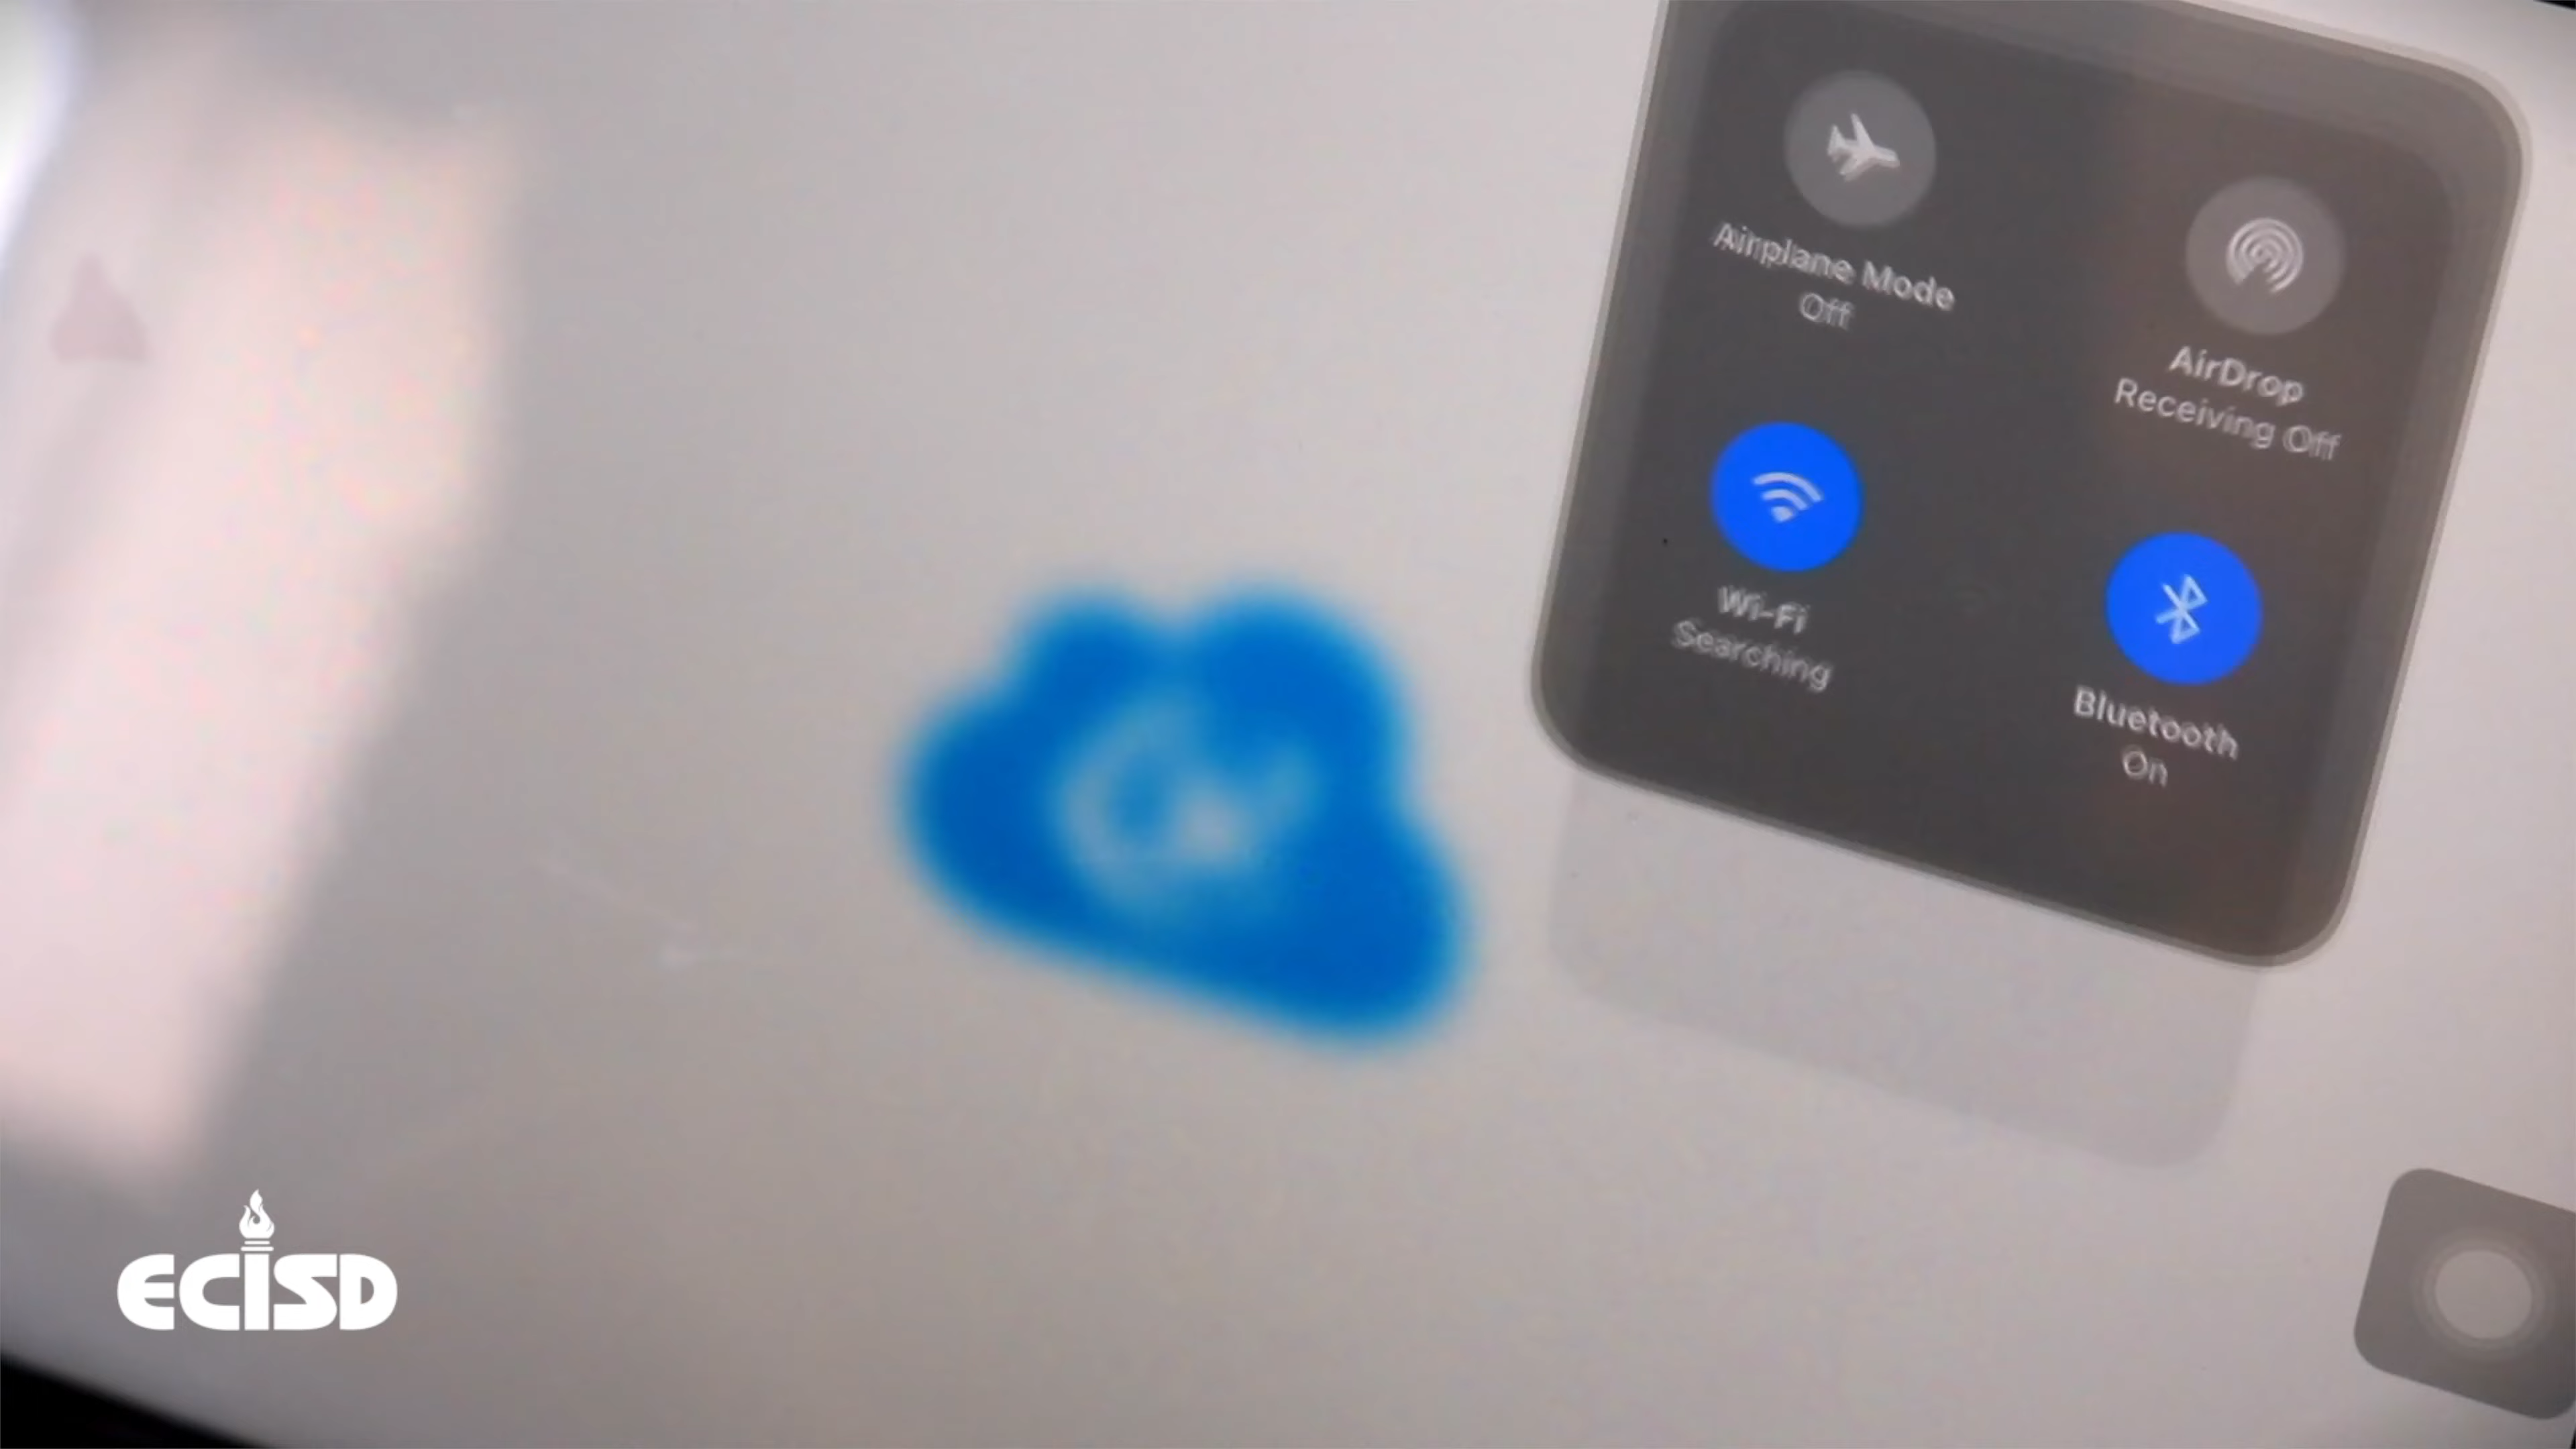 Airplane Mode
Off
AirDrop
Receiving Off
Wi-Fi
Searching
Bluetooth
On
ECISD